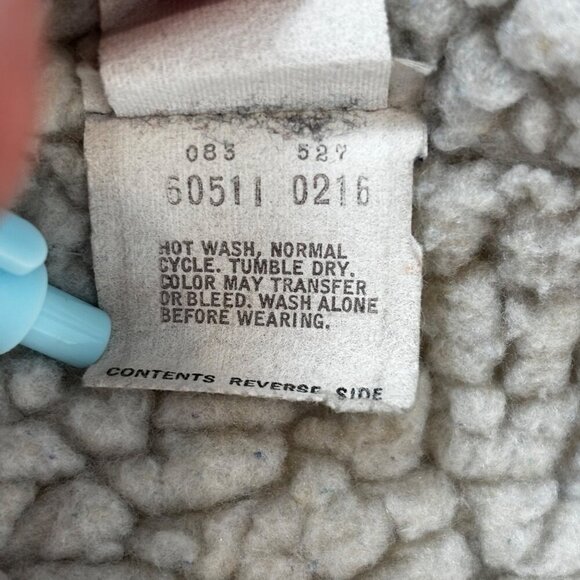 083 527
60511 0216
HOT WASH, NORMAL
CYCLE. TUMBLE DRY.
COLOR MAY TRANSFER
OR BLEED. WASH ALONE
BEFORE WEARING.
CONTENTS REVERSE SIDE